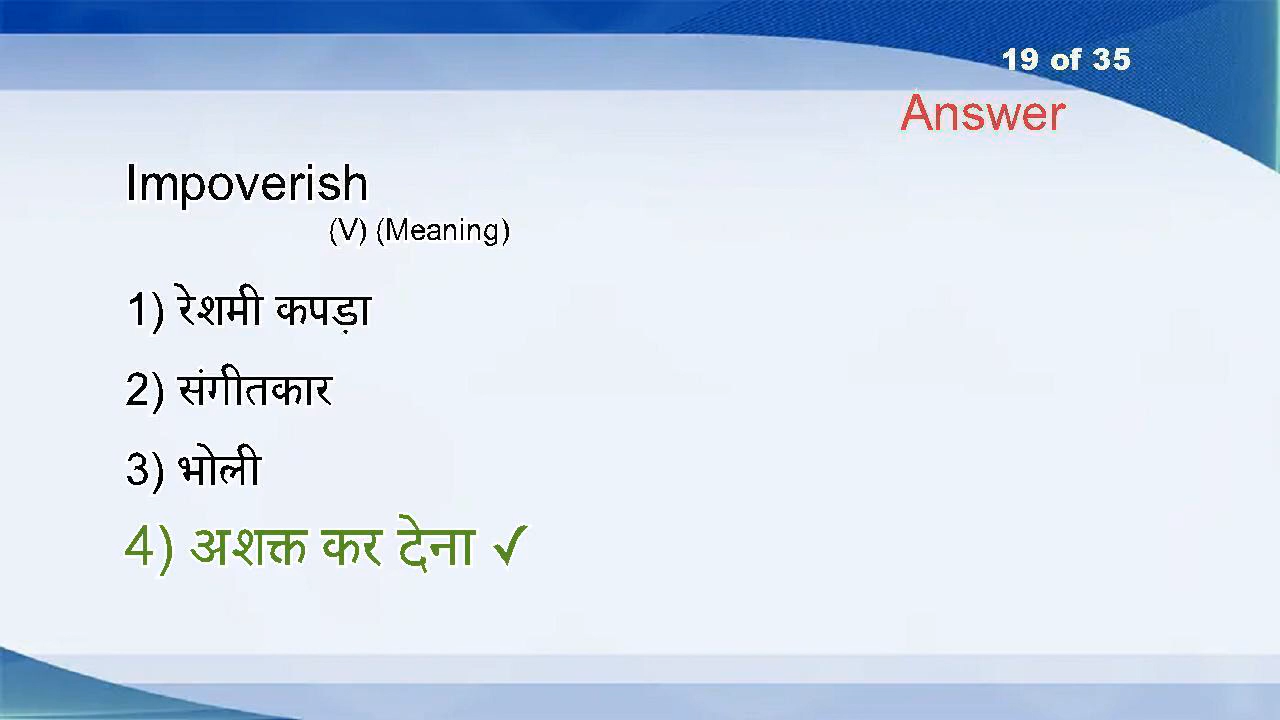 19 of 35
Answer
Impoverish
(V) (Meaning)
1) रेशमी कपड़ा
2) संगीतकार
3) भोली
4) अशक्त कर देना ✓